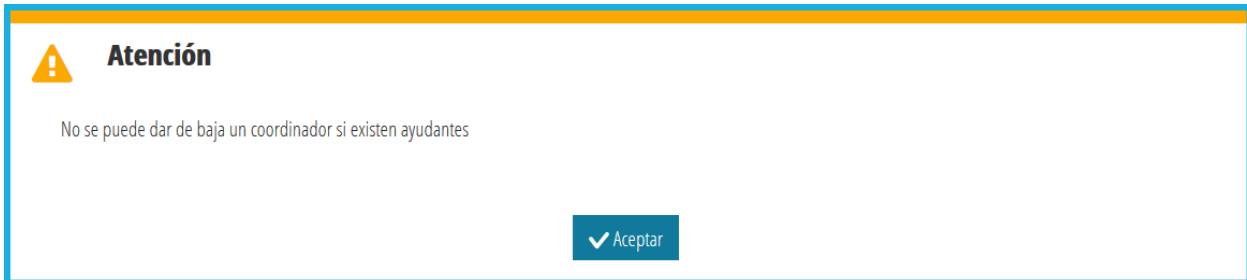 Atención
No se puede dar de baja un coordinador si existen ayudantes
Aceptar